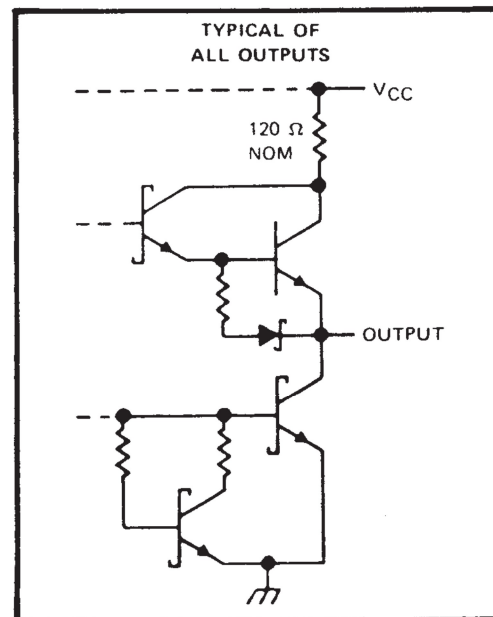 TYPICAL OF
ALL OUTPUTS
VCC
120 Ω
NOM
OUTPUT